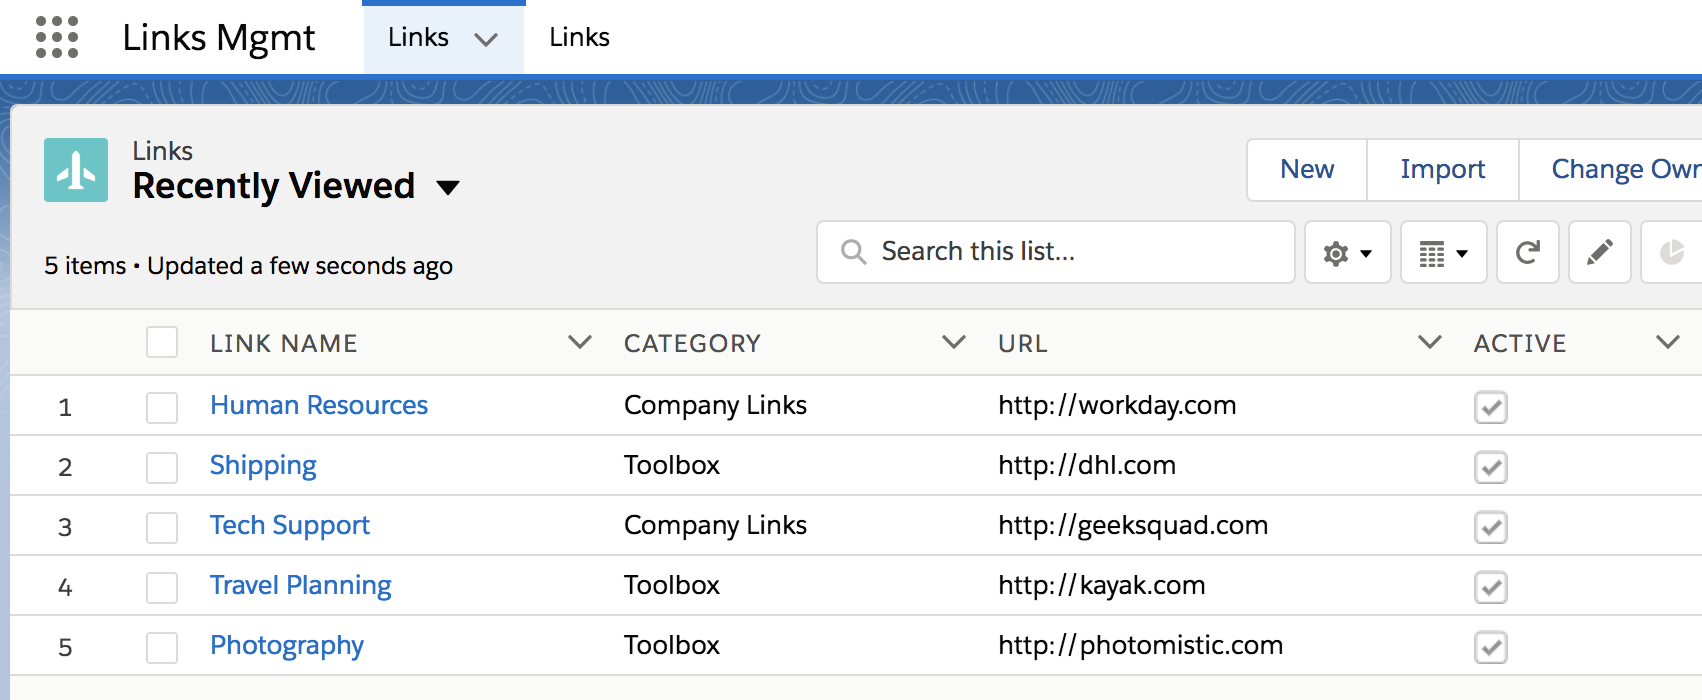 Links Mgmt Links Links
Links
Recently Viewed
New Import Change Own
5 items • Updated a few seconds ago
Search this list...
LINK NAME CATEGORY URL ACTIVE
1 Human Resources Company Links http://workday.com
2 Shipping Toolbox http://dhl.com
3 Tech Support Company Links http://geeksquad.com
4 Travel Planning Toolbox http://kayak.com
5 Photography Toolbox http://photomistic.com